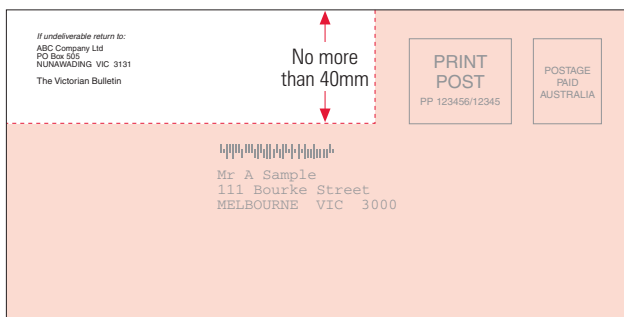 If undeliverable return to:
ABC Company Ltd
PO Box 505
NUNAWADING VIC 3131
The Victorian Bulletin
No more
than 40mm
PRINT
POST
PP 123456/12345
POSTAGE
PAID
AUSTRALIA
Mr A Sample
111 Bourke Street
MELBOURNE VIC 3000